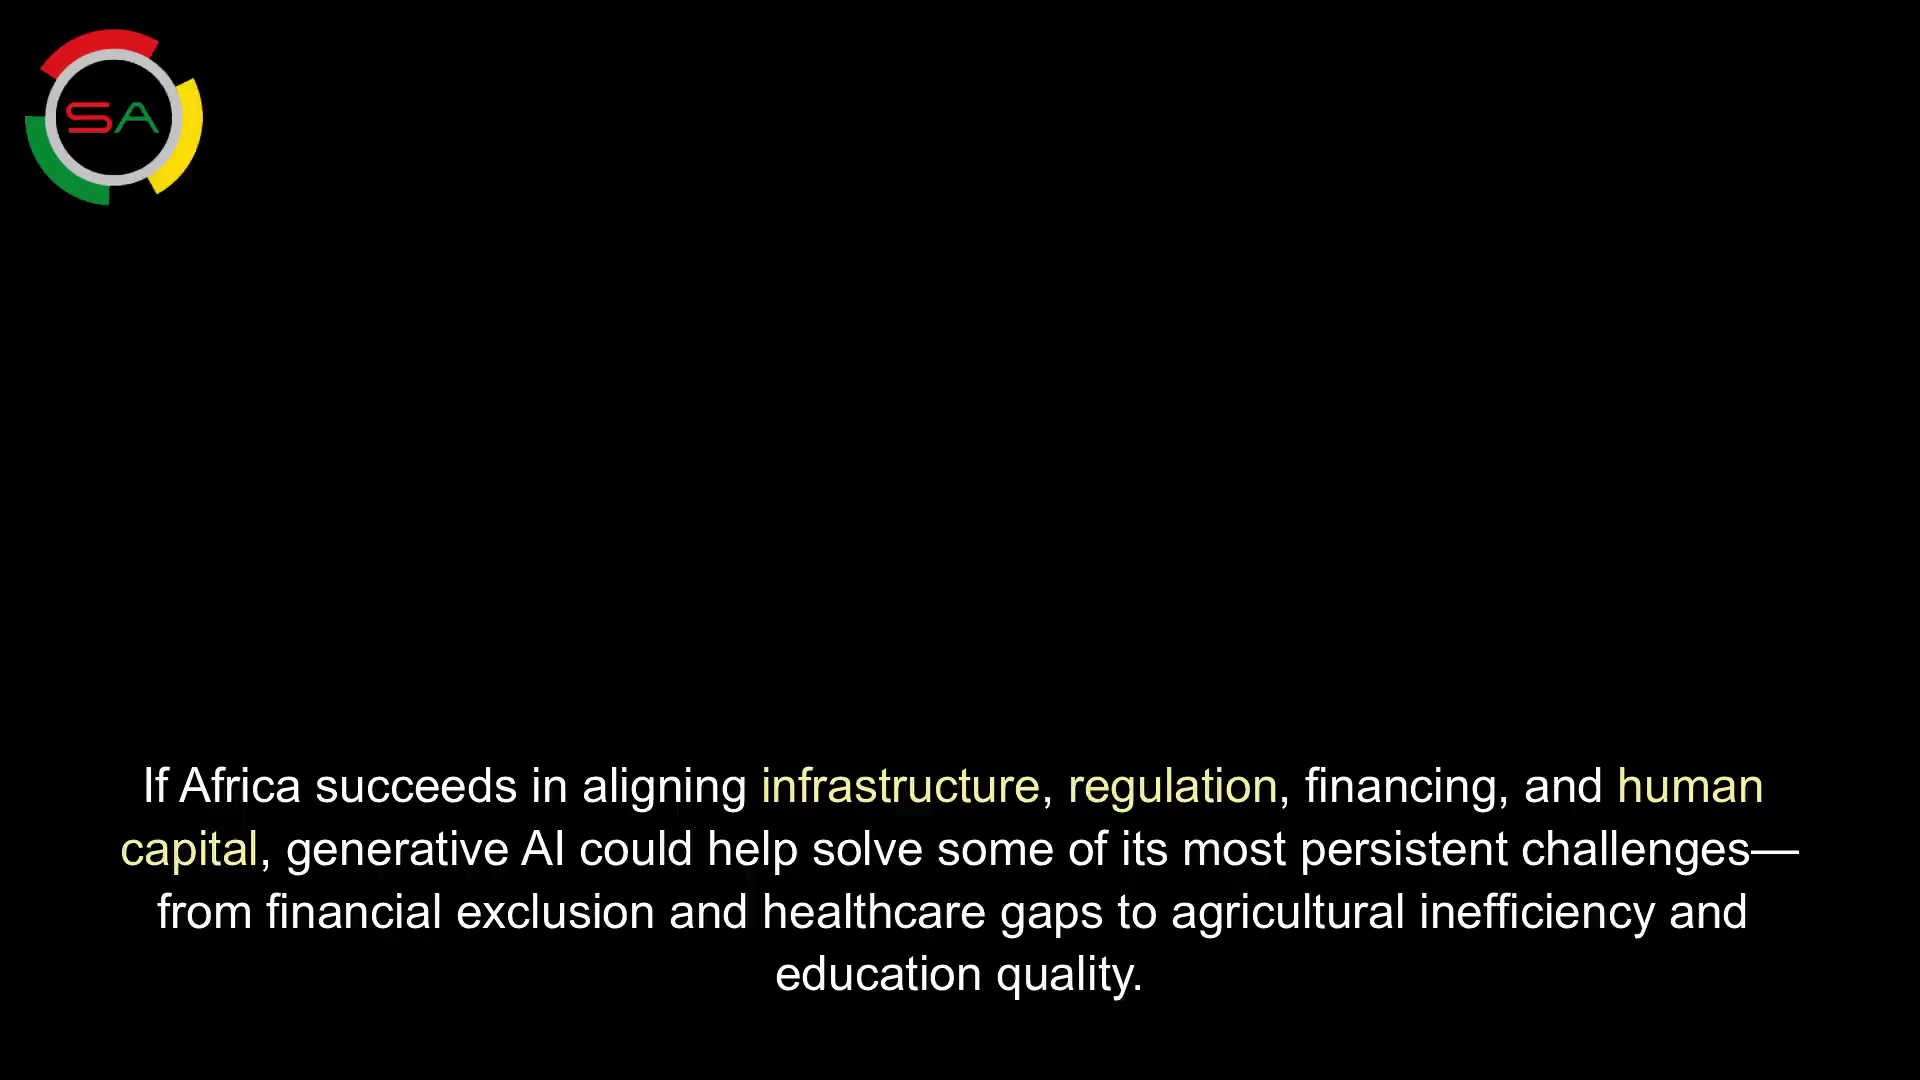 SA
If Africa succeeds in aligning infrastructure, regulation, financing, and human
capital, generative AI could help solve some of its most persistent challenges—
from financial exclusion and healthcare gaps to agricultural inefficiency and
education quality.